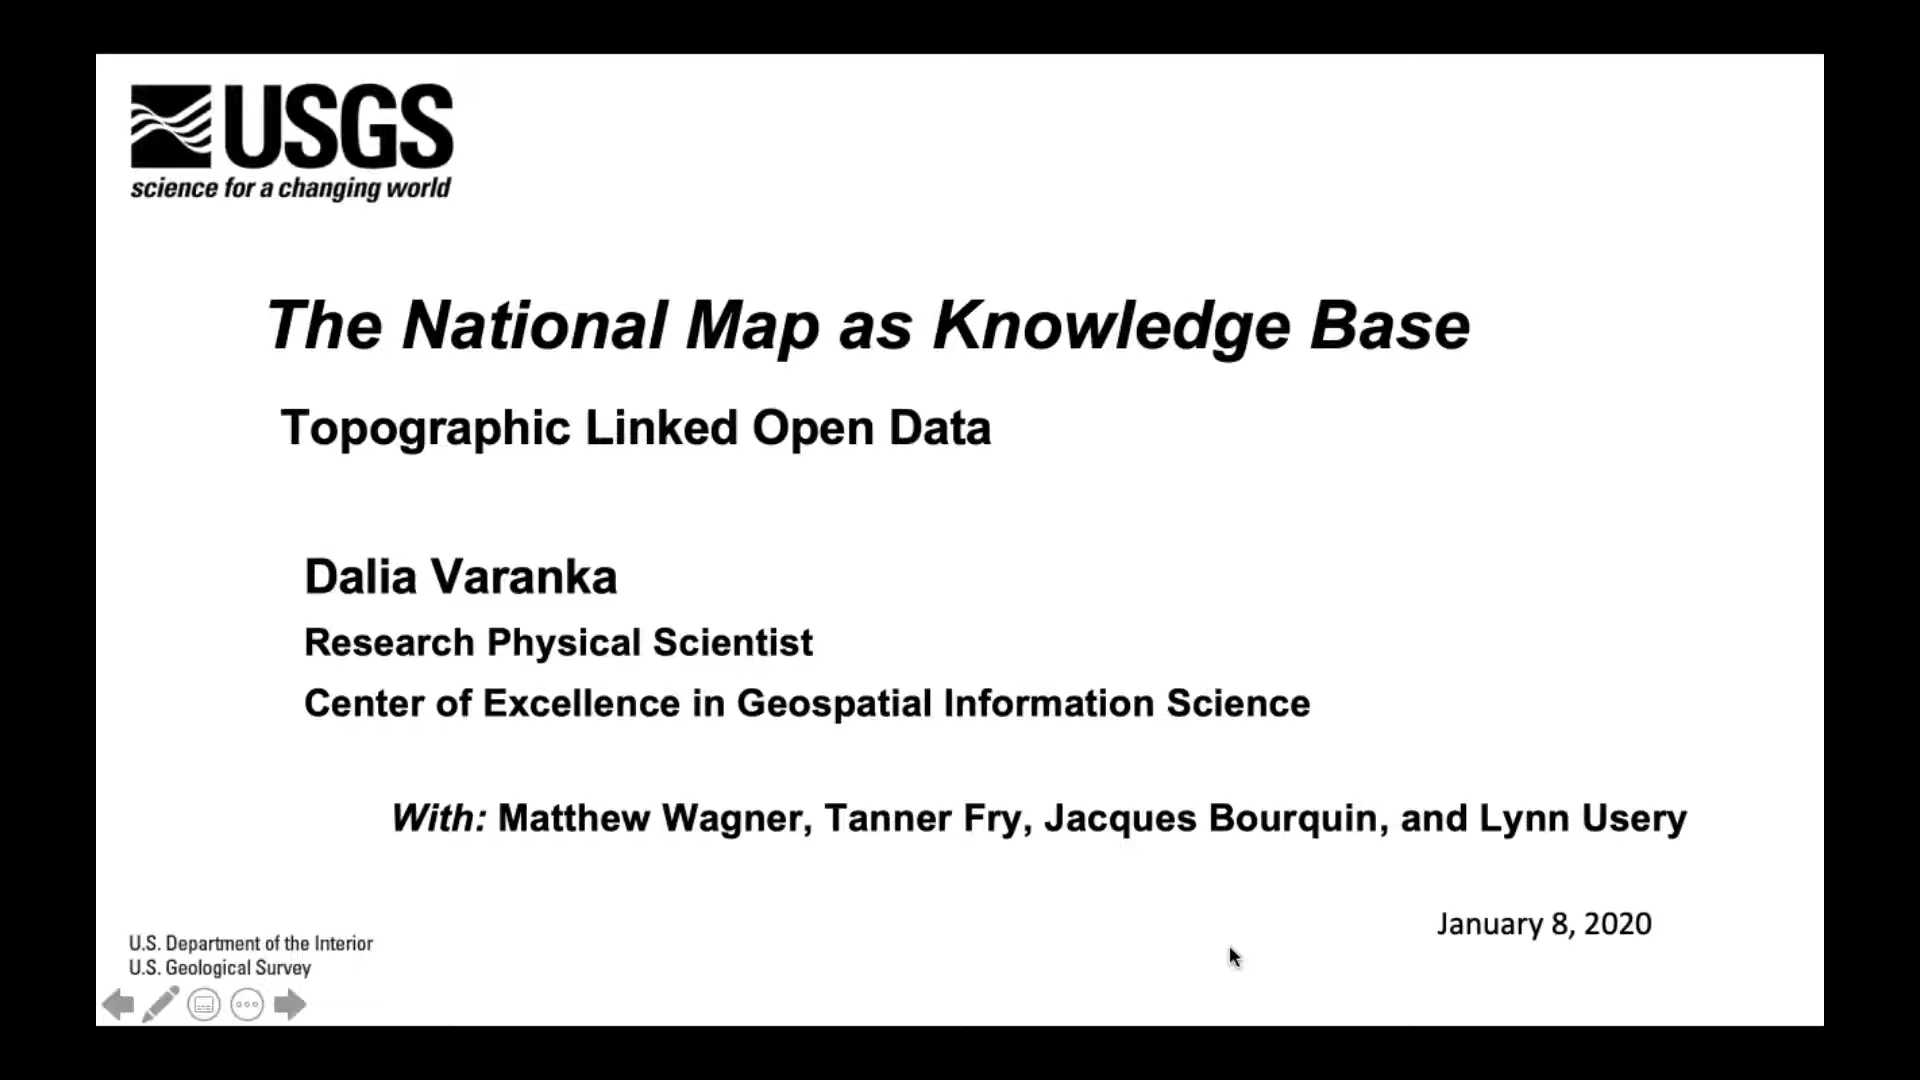 USGS
science for a changing world
The National Map as Knowledge Base
Topographic Linked Open Data
Dalia Varanka
Research Physical Scientist
Center of Excellence in Geospatial Information Science
With: Matthew Wagner, Tanner Fry, Jacques Bourquin, and Lynn Usery
January 8, 2020
U.S. Department of the Interior
U.S. Geological Survey